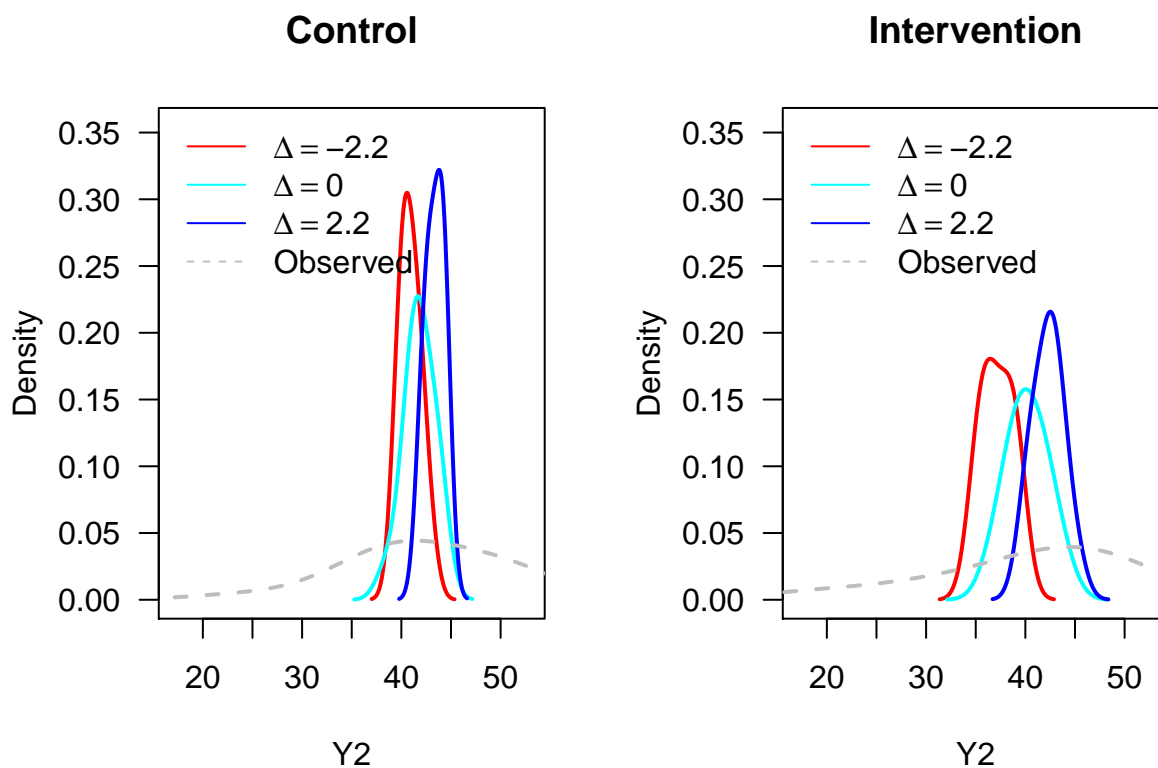 Control
0.35
0.30
0.25
0.20
0.15
0.10
0.05
0.00
Density
Δ = −2.2
Δ = 0
Δ = 2.2
Observed
20 30 40 50
Y2
Intervention
0.35
0.30
0.25
0.20
0.15
0.10
0.05
0.00
Density
Δ = −2.2
Δ = 0
Δ = 2.2
Observed
20 30 40 50
Y2